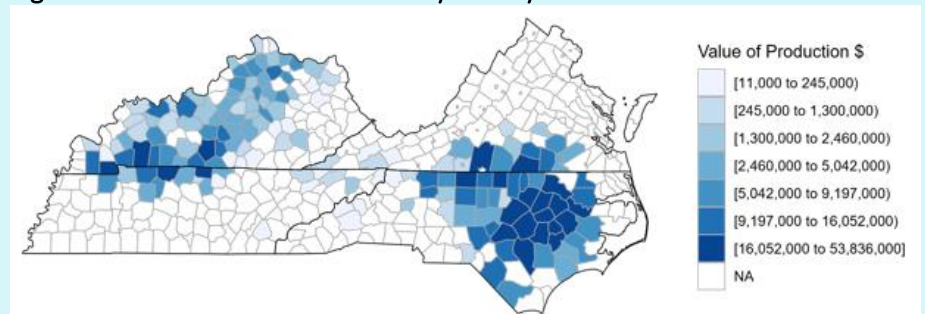 Value of Production $
[11,000 to 245,000)
[245,000 to 1,300,000)
[1,300,000 to 2,460,000)
[2,460,000 to 5,042,000)
[5,042,000 to 9,197,000)
[9,197,000 to 16,052,000)
[16,052,000 to 53,836,000]
NA